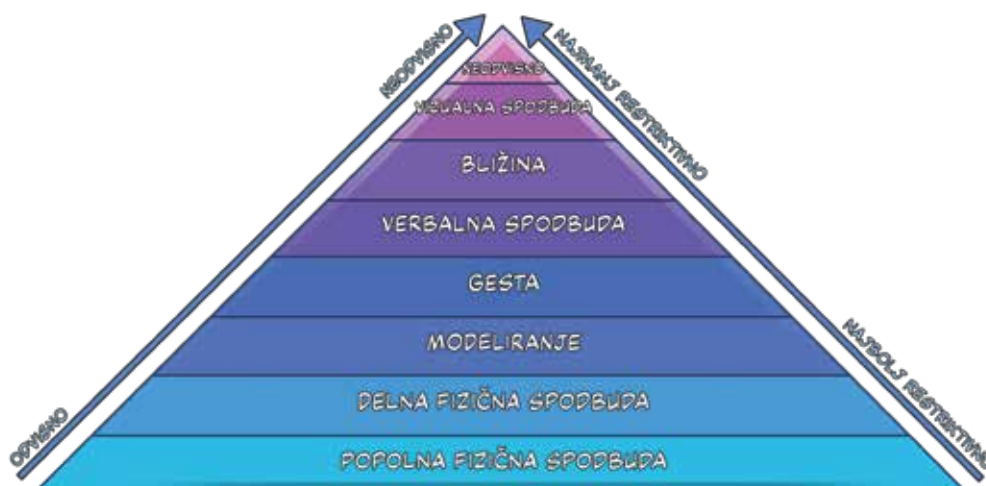 NEODVISNO
NAJMANJ RESTRIKTIVNO
NEODVISNO
VIZUALNA SPODBUDA
BLIŽINA
VERBALNA SPODBUDA
GESTA
MODELIRANJE
DELNA FIZIČNA SPODBUDA
POPOLNA FIZIČNA SPODBUDA
ODVISNO
NAJBOLJ RESTRIKTIVNO